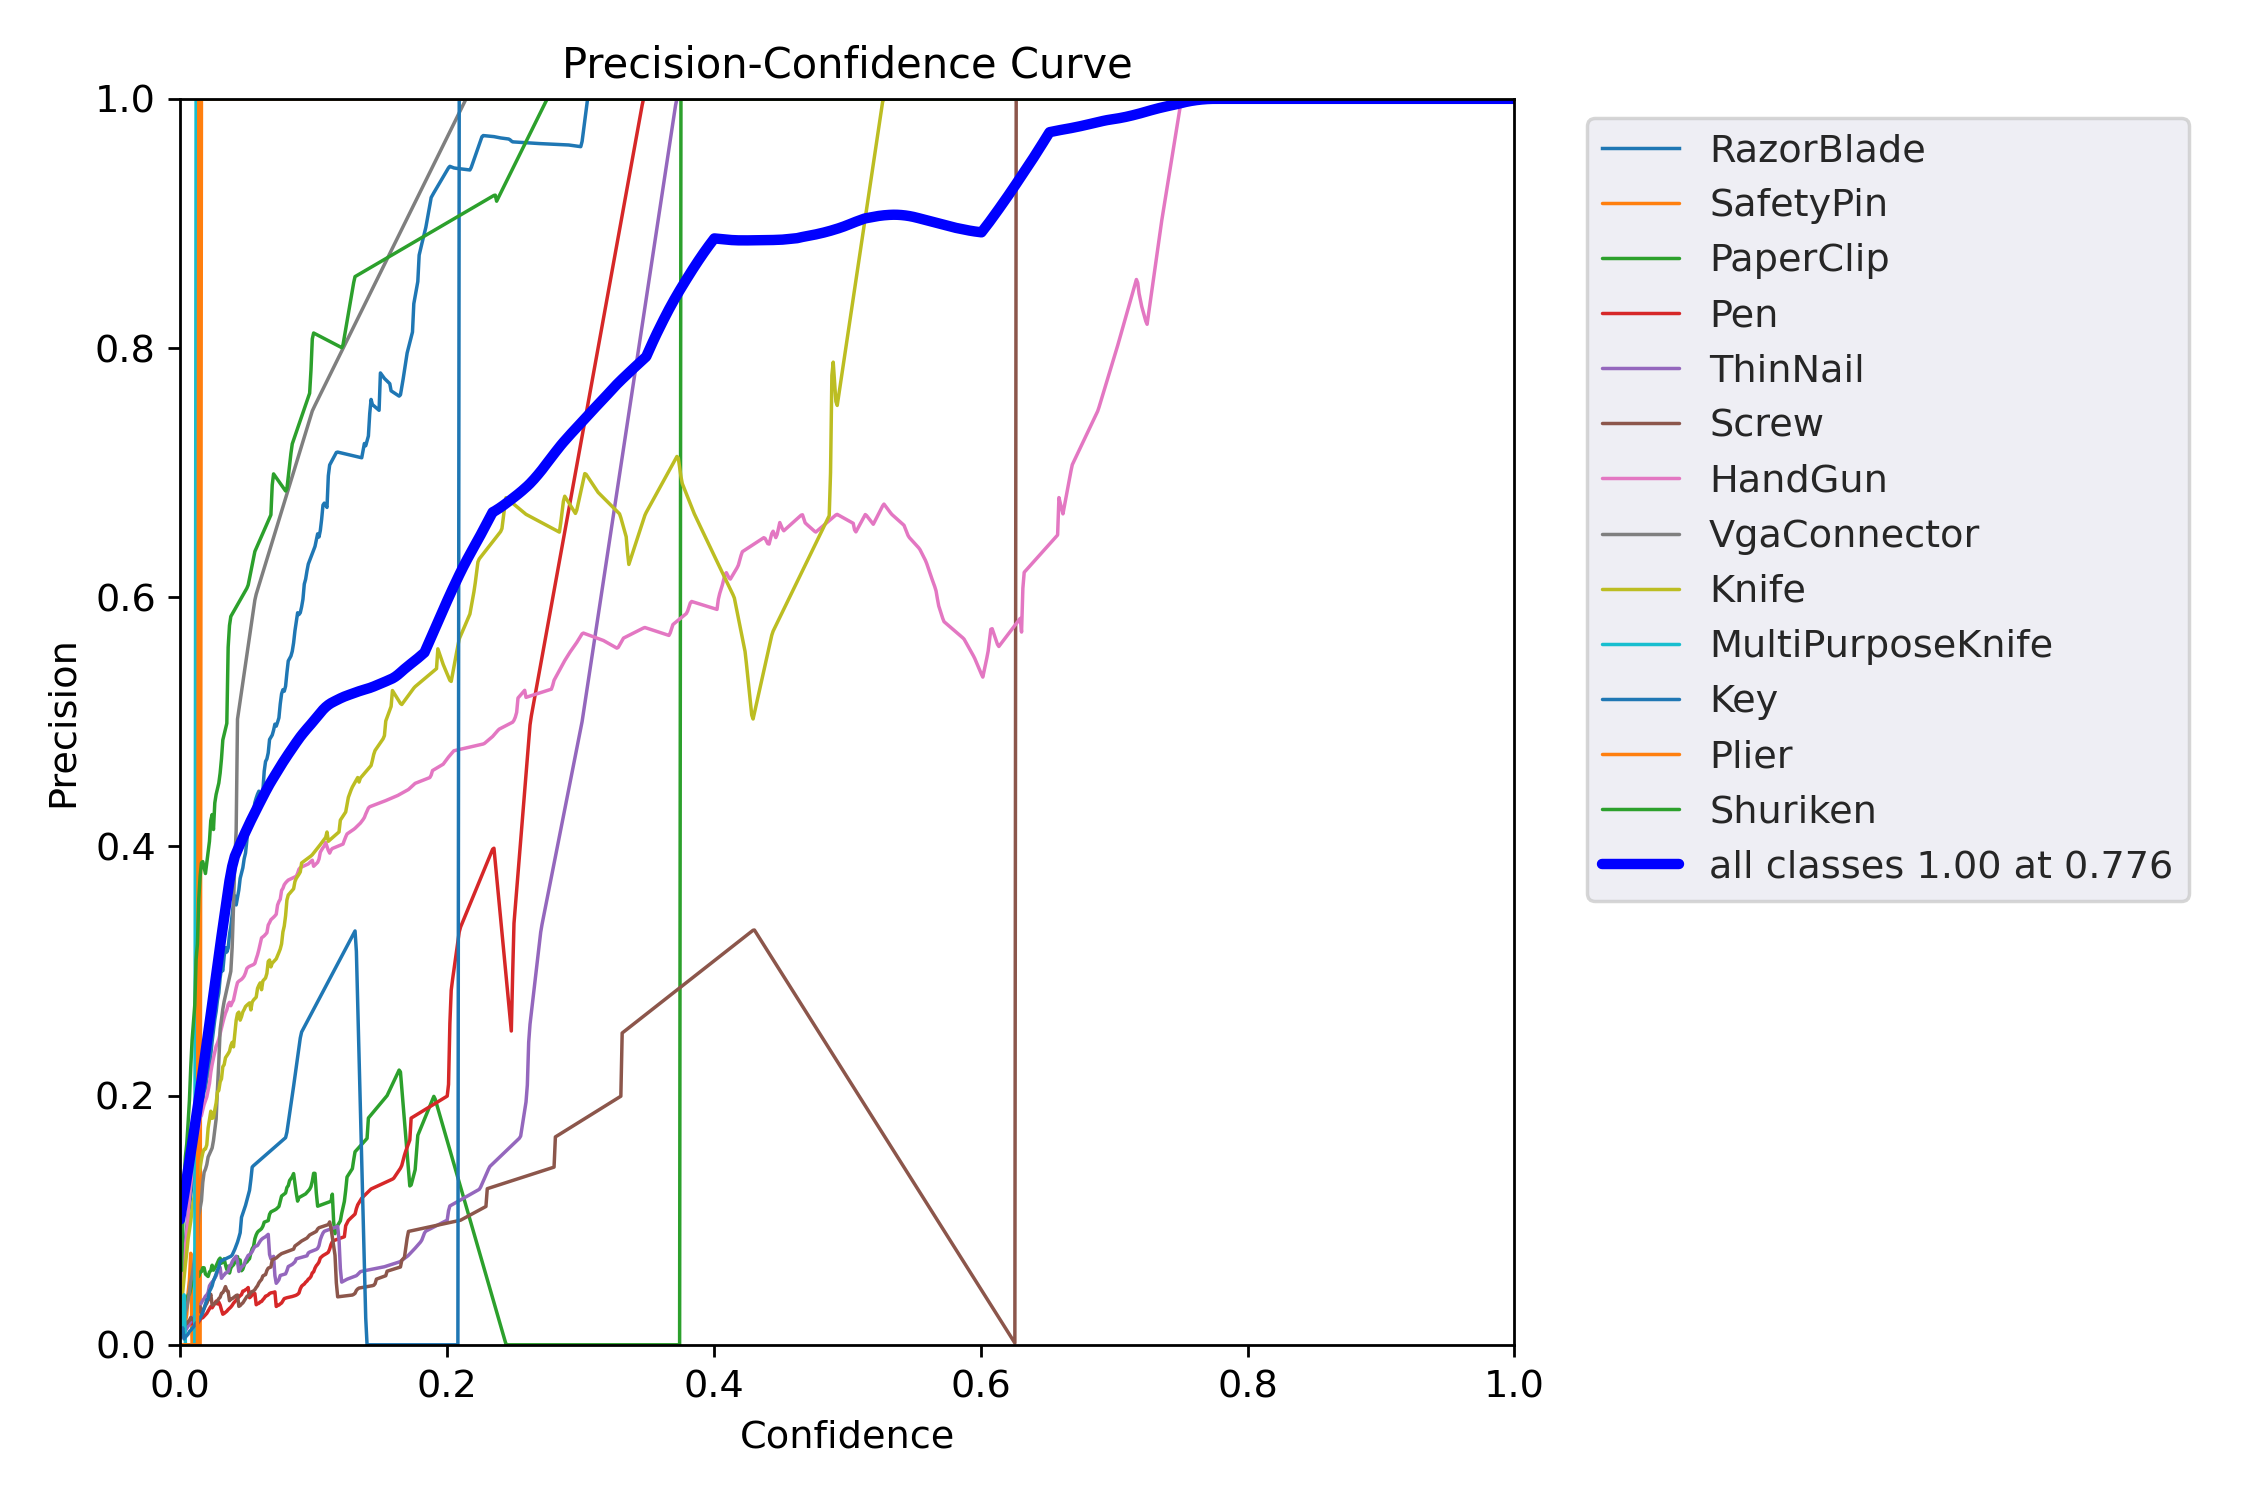 Precision-Confidence Curve
1.0
0.8
0.6
0.4
0.2
0.0
Precision
0.0 0.2 0.4 0.6 0.8 1.0
Confidence
RazorBlade
SafetyPin
PaperClip
Pen
ThinNail
Screw
HandGun
VgaConnector
Knife
MultiPurposeKnife
Key
Plier
Shuriken
all classes 1.00 at 0.776